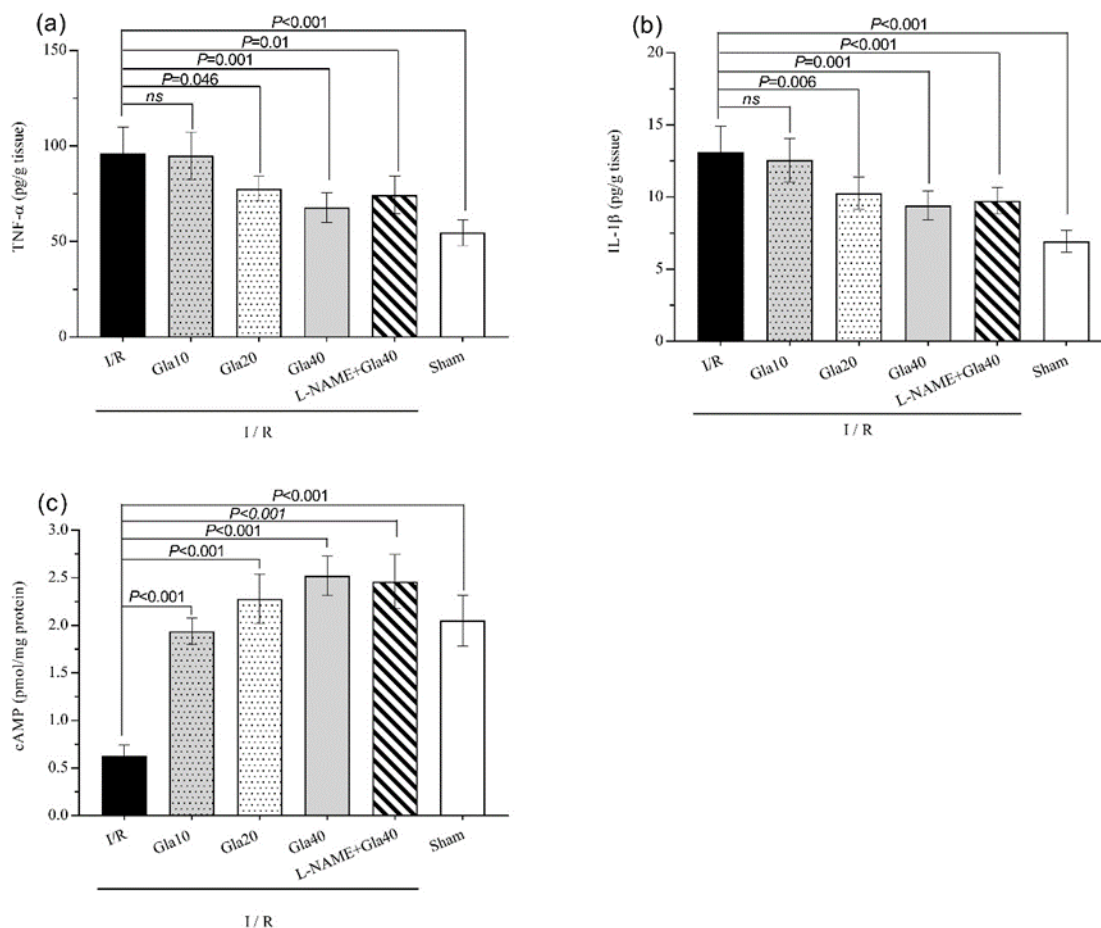 (a)
P<0.001
P=0.01
P=0.001
P=0.046
ns
150
100
50
0
TNF-α (pg/g tissue)
I/R
Gla10
Gla20
Gla40
L-NAME+Gla40
Sham
I / R
(b)
P<0.001
P<0.001
P=0.001
P=0.006
ns
20
15
10
5
0
IL-1β (pg/g tissue)
I/R
Gla10
Gla20
Gla40
L-NAME+Gla40
Sham
I / R
(c)
P<0.001
P<0.001
P<0.001
P<0.001
P<0.001
3.0
2.5
2.0
1.5
1.0
0.5
0.0
cAMP (pmol/mg protein)
I/R
Gla10
Gla20
Gla40
L-NAME+Gla40
Sham
I / R